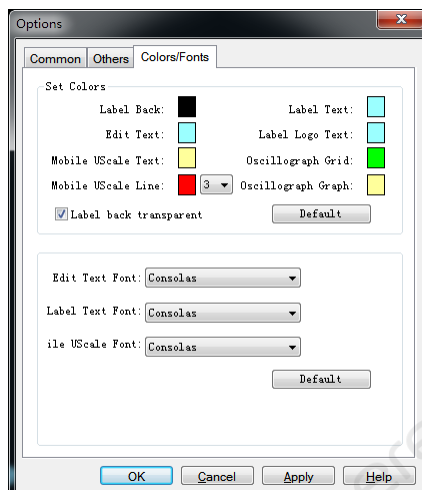 Options
Common Others Colors/Fonts
Set Colors
Label Back: Label Text:
Edit Text: Label Logo Text:
Mobile UScale Text: Oscillograph Grid:
Mobile UScale Line: 3 Oscillograph Graph:
Label back transparent Default
Edit Text Font: Consolas
Label Text Font: Consolas
ile UScale Font: Consolas
Default
OK Cancel Apply Help